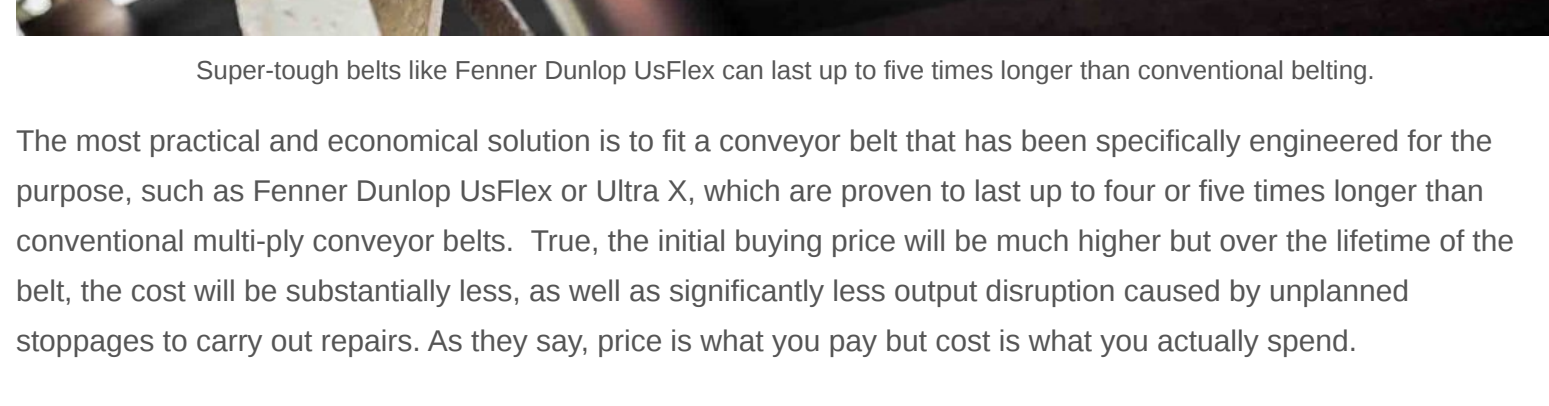 Super-tough belts like Fenner Dunlop UsFlex can last up to five times longer than conventional belting.
The most practical and economical solution is to fit a conveyor belt that has been specifically engineered for the
purpose, such as Fenner Dunlop UsFlex or Ultra X, which are proven to last up to four or five times longer than
conventional multi-ply conveyor belts.  True, the initial buying price will be much higher but over the lifetime of the
belt, the cost will be substantially less, as well as significantly less output disruption caused by unplanned
stoppages to carry out repairs. As they say, price is what you pay but cost is what you actually spend.